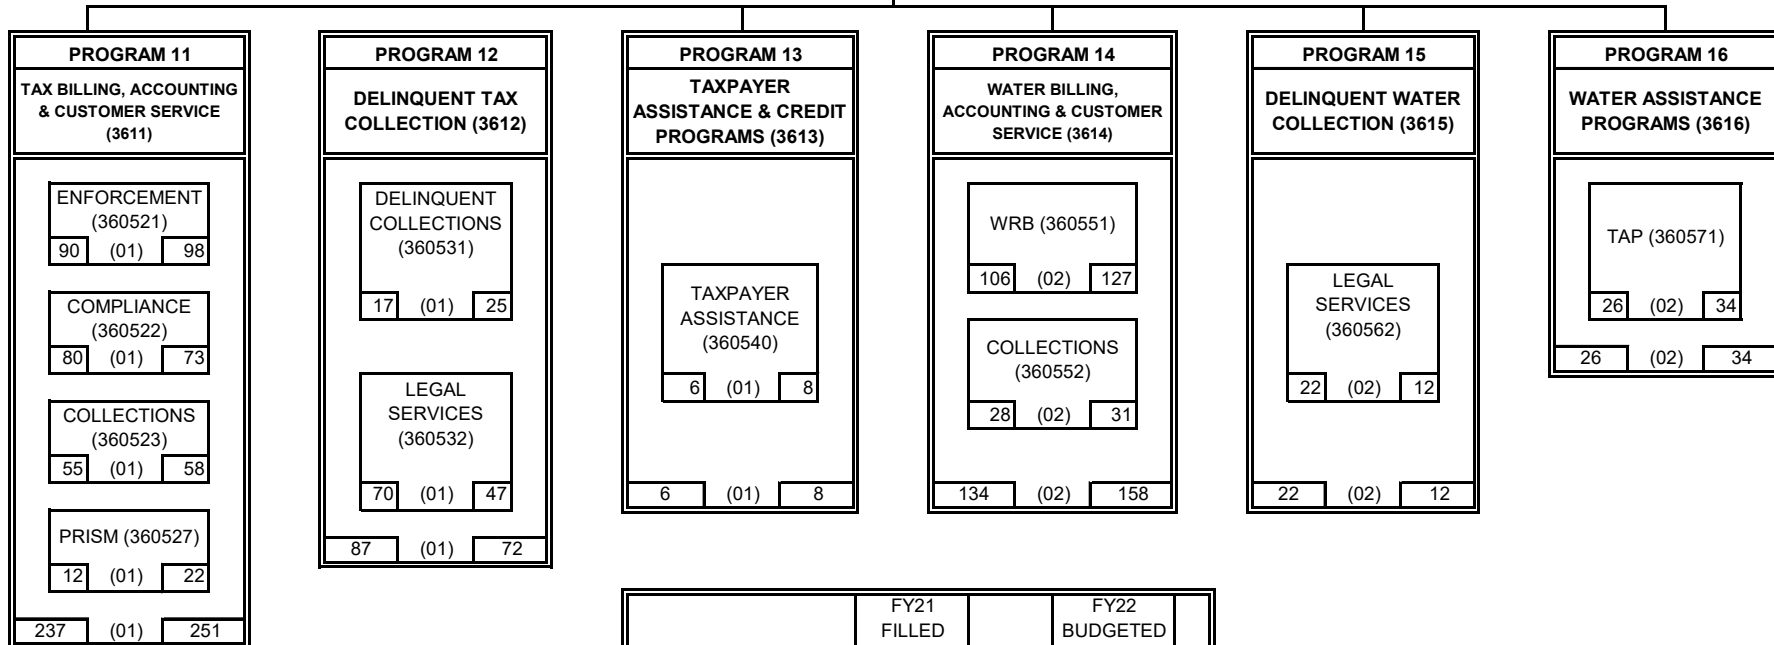 PROGRAM 11
TAX BILLING, ACCOUNTING
& CUSTOMER SERVICE
(3611)
ENFORCEMENT
(360521)
90 (01) 98
COMPLIANCE
(360522)
80 (01) 73
COLLECTIONS
(360523)
55 (01) 58
PRISM (360527)
12 (01) 22
237 (01) 251
PROGRAM 12
DELINQUENT TAX
COLLECTION (3612)
DELINQUENT
COLLECTIONS
(360531)
17 (01) 25
LEGAL
SERVICES
(360532)
70 (01) 47
87 (01) 72
PROGRAM 13
TAXPAYER
ASSISTANCE & CREDIT
PROGRAMS (3613)
TAXPAYER
ASSISTANCE
(360540)
6 (01) 8
6 (01) 8
PROGRAM 14
WATER BILLING,
ACCOUNTING & CUSTOMER
SERVICE (3614)
WRB (360551)
106 (02) 127
COLLECTIONS
(360552)
28 (02) 31
134 (02) 158
PROGRAM 15
DELINQUENT WATER
COLLECTION (3615)
LEGAL
SERVICES
(360562)
22 (02) 12
22 (02) 12
PROGRAM 16
WATER ASSISTANCE
PROGRAMS (3616)
TAP (360571)
26 (02) 34
26 (02) 34
FY21
FILLED
FY22
BUDGETED